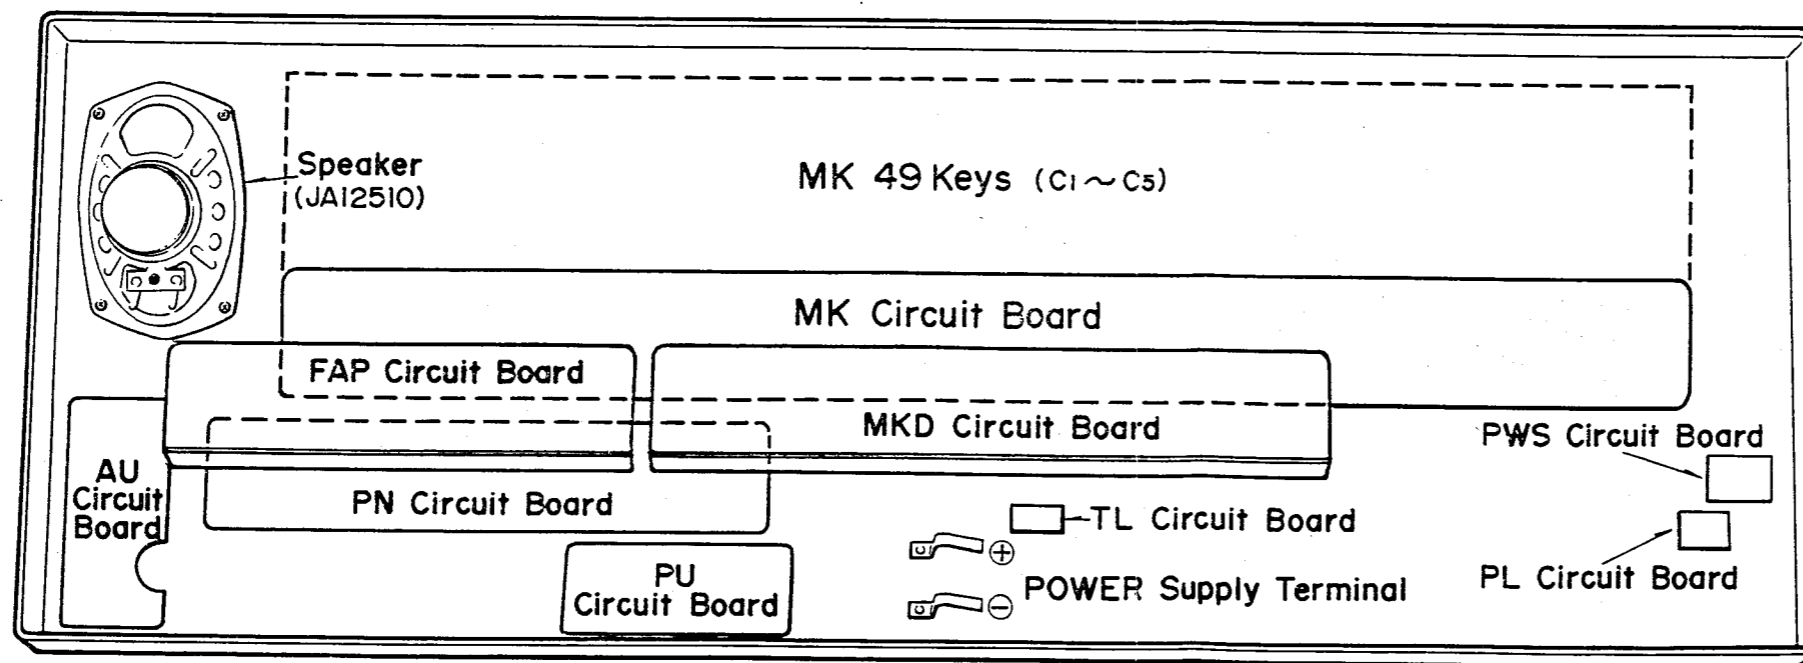 Speaker
(JA12510)
MK 49 Keys (C1～C5)
MK Circuit Board
FAP Circuit Board
MKD Circuit Board
PWS Circuit Board
AU
Circuit
Board
PN Circuit Board
TL Circuit Board
PU
Circuit Board
⊕
POWER Supply Terminal
⊖
PL Circuit Board